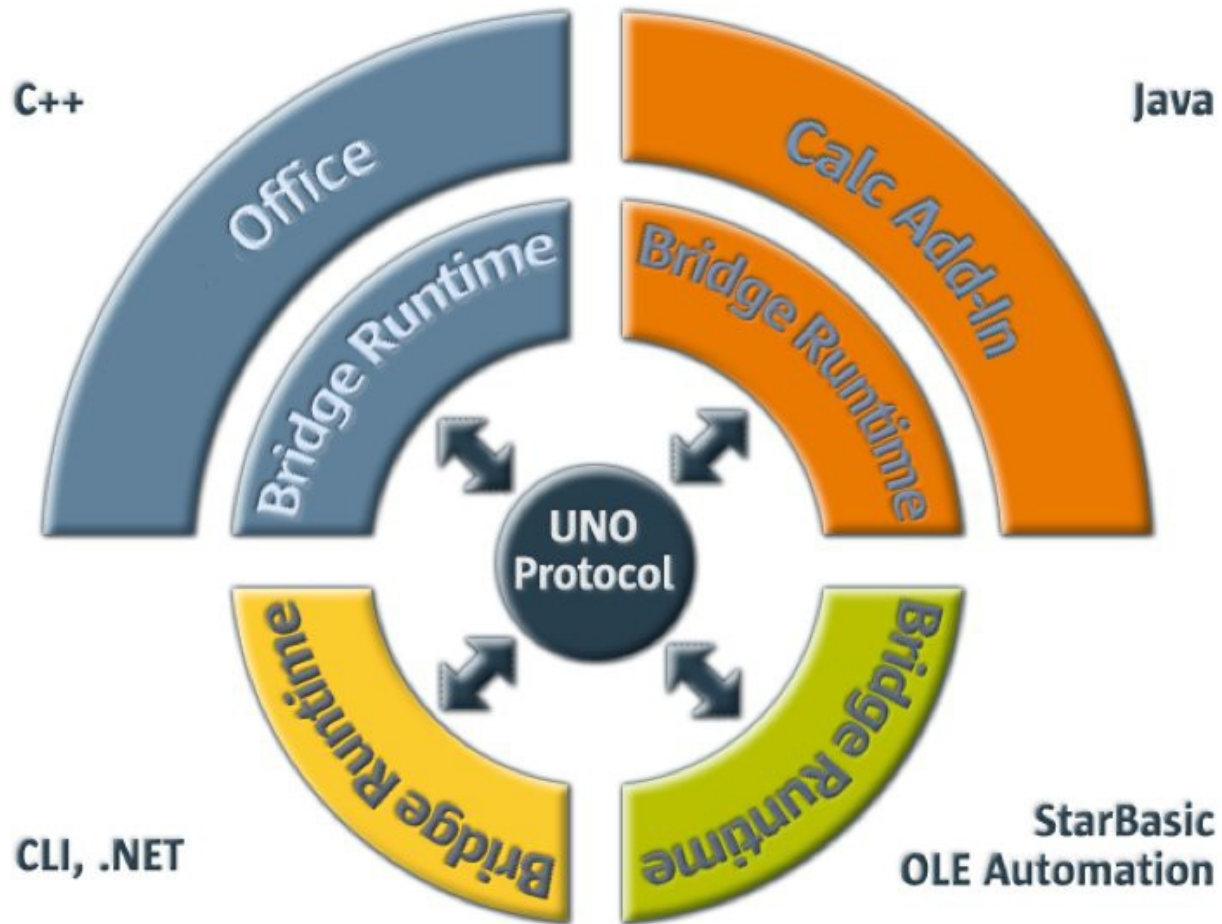 C++
Java
Office
Calc Add-In
Bridge Runtime
Bridge Runtime
UNO
Protocol
Bridge Runtime
Bridge Runtime
CLI, .NET
StarBasic
OLE Automation